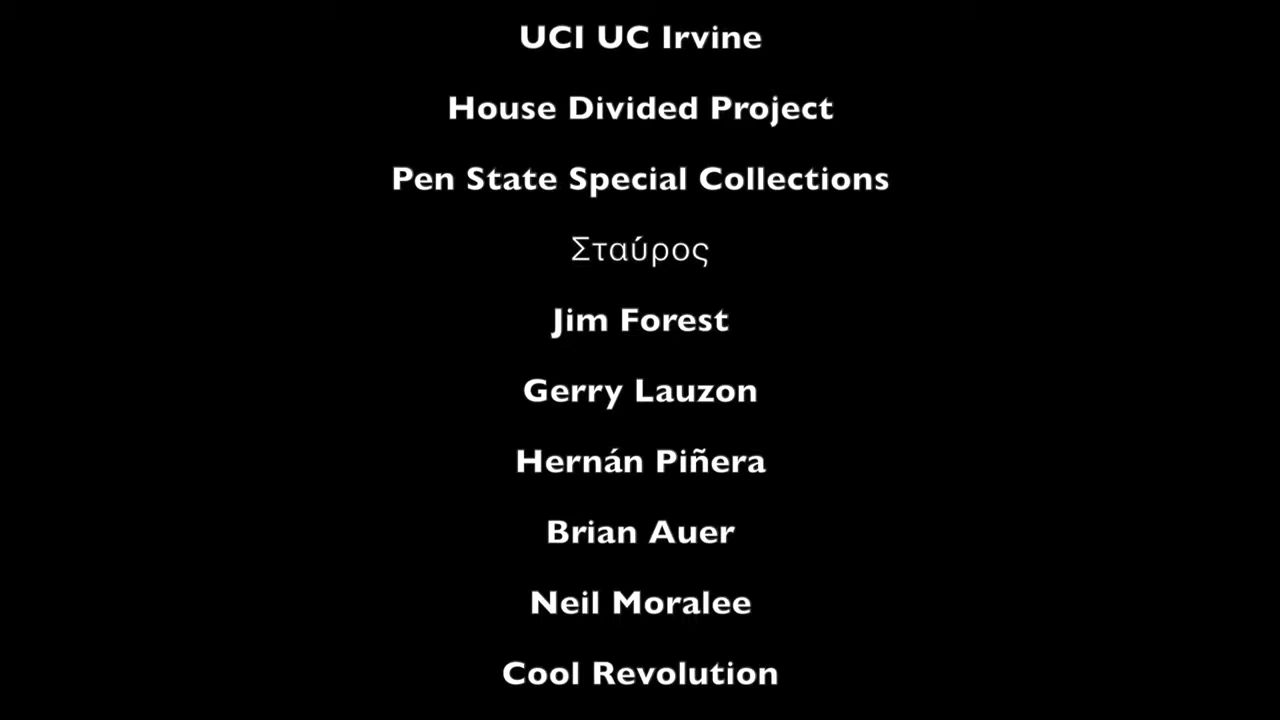 UCI UC Irvine
House Divided Project
Pen State Special Collections
Σταύρος
Jim Forest
Gerry Lauzon
Hernán Piñera
Brian Auer
Neil Moralee
Cool Revolution